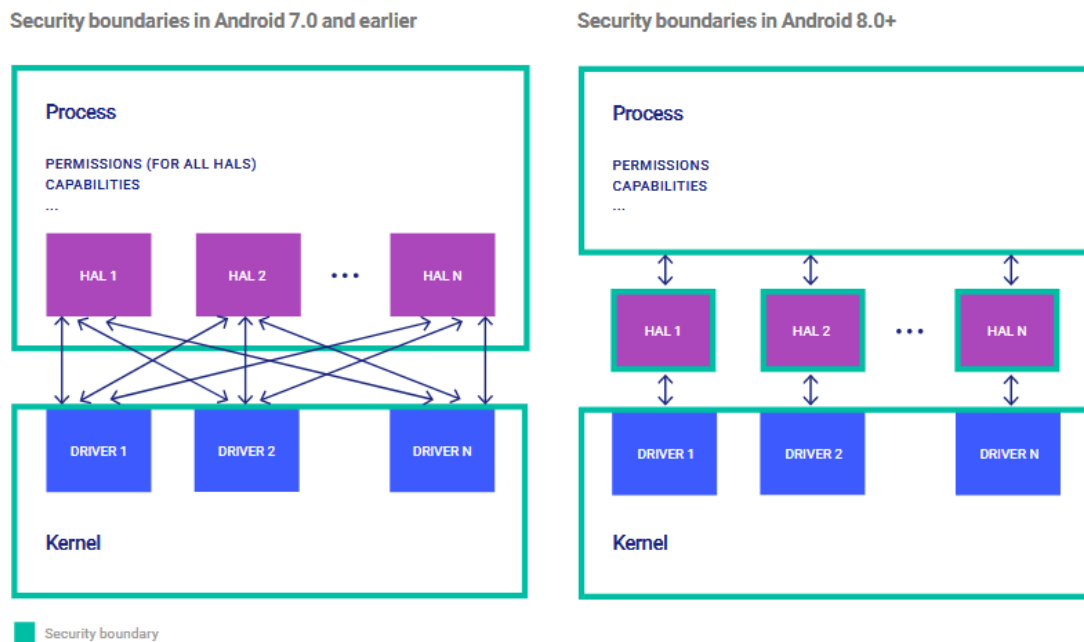 Security boundaries in Android 7.0 and earlier
Process
PERMISSIONS (FOR ALL HALS)
CAPABILITIES
...
HAL 1
HAL 2
...
HAL N
DRIVER 1
DRIVER 2
DRIVER N
Kernel
Security boundary
Security boundaries in Android 8.0+
Process
PERMISSIONS
CAPABILITIES
...
HAL 1
HAL 2
...
HAL N
DRIVER 1
DRIVER 2
DRIVER N
Kernel